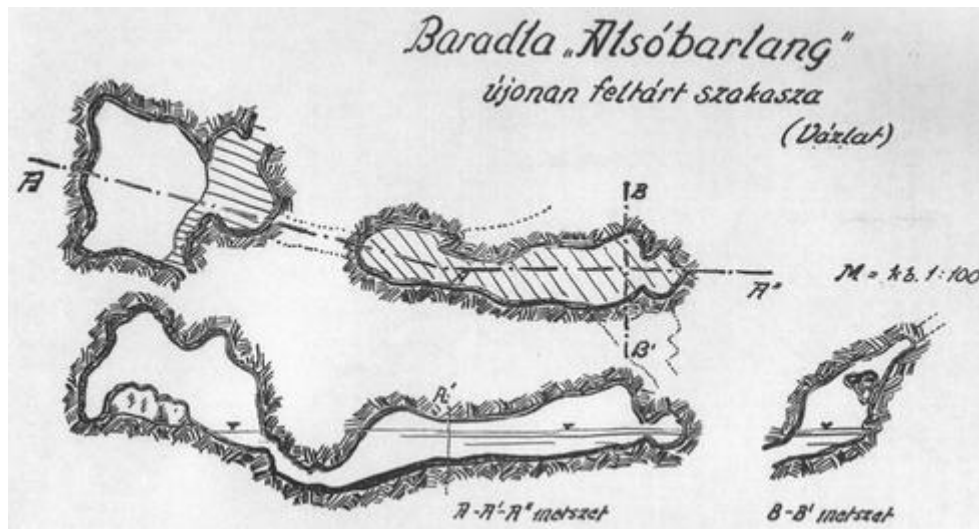 Baradla „Alsóbarlang"
újonan feltárt szakasza
(Vázlat)
A
B
A'
A"
M = kb. 1:100
B'
A'
A-A'-A" metszet
B-B' metszet